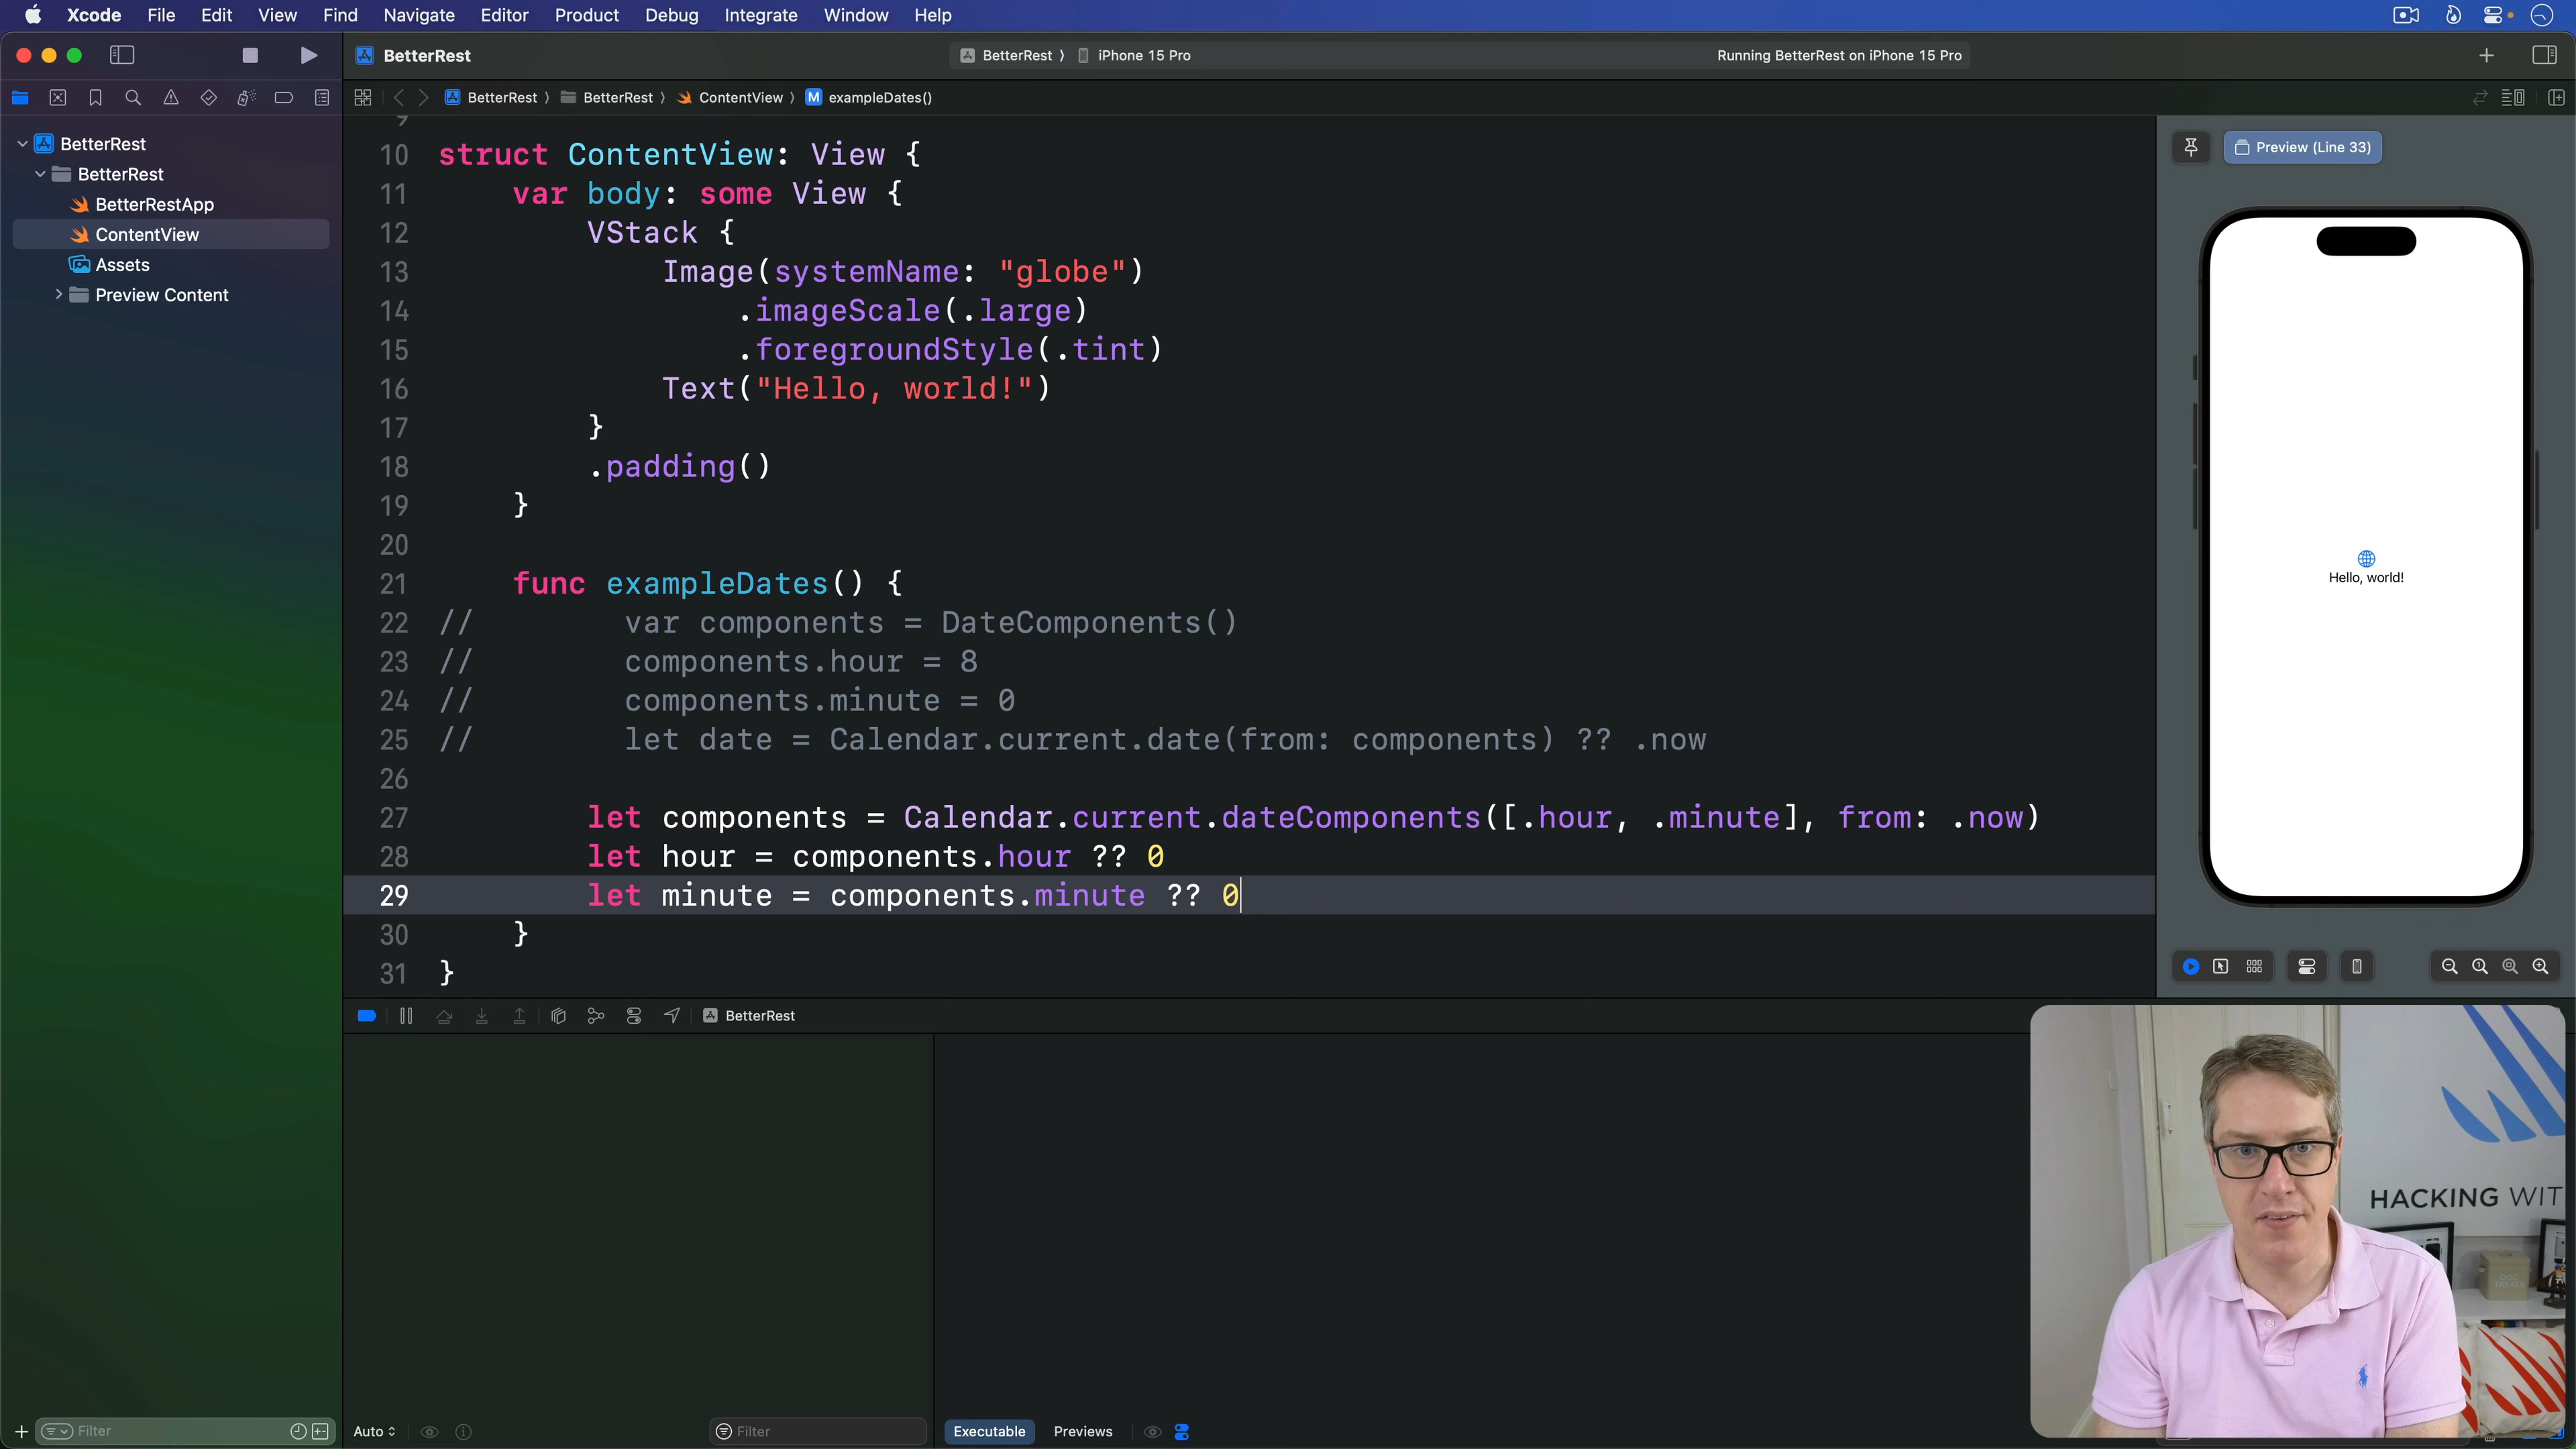 Xcode File Edit View Find Navigate Editor Product Debug Integrate Window Help
BetterRest
BetterRest 〉 iPhone 15 Pro
Running BetterRest on iPhone 15 Pro
BetterRest 〉 BetterRest 〉 ContentView 〉 M exampleDates()
BetterRest
BetterRest
BetterRestApp
ContentView
Assets
Preview Content
9
10 struct ContentView: View {
11 var body: some View {
12 VStack {
13 Image(systemName: "globe")
14 .imageScale(.large)
15 .foregroundStyle(.tint)
16 Text("Hello, world!")
17 }
18 .padding()
19 }
20
21 func exampleDates() {
22 // var components = DateComponents()
23 // components.hour = 8
24 // components.minute = 0
25 // let date = Calendar.current.date(from: components) ?? .now
26
27 let components = Calendar.current.dateComponents([.hour, .minute], from: .now)
28 let hour = components.hour ?? 0
29 let minute = components.minute ?? 0
30 }
31 }
Preview (Line 33)
Hello, world!
BetterRest
HACKING WIT
Filter
Auto
Filter
Executable Previews